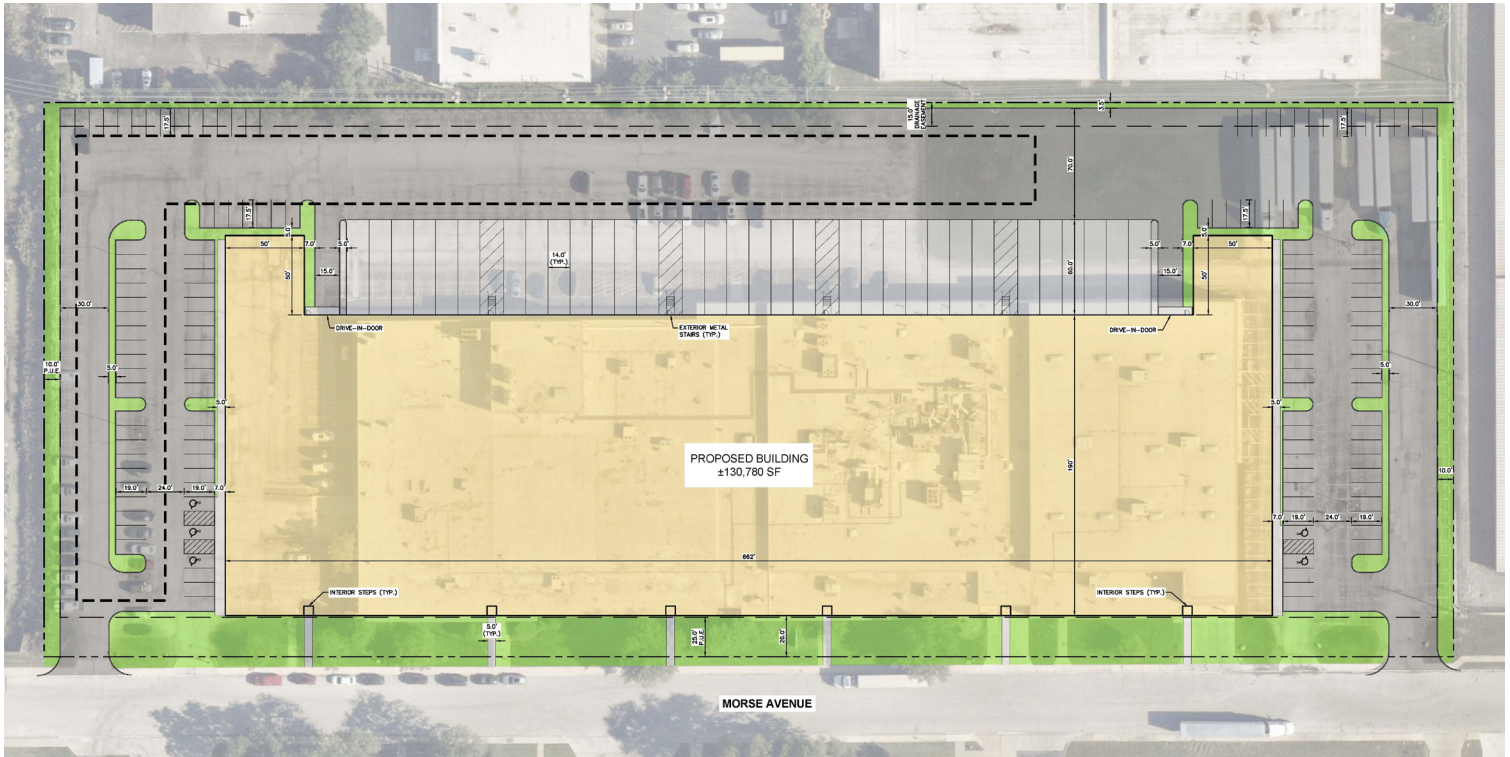 17.5'
15.0'
DRAINAGE
EASEMENT
3.5'
17.5'
70.0'
17.5'
5.0'
17.5'
5.0'
50'
7.0'
5.0'
14.0'
(TYP.)
5.0'
7.0'
50'
50'
15.0'
60.0'
15.0'
50'
30.0'
30.0'
DRIVE-IN-DOOR
EXTERIOR METAL
STAIRS (TYP.)
DRIVE-IN-DOOR
10.0'
P.U.E.
5.0'
5.0'
5.0'
5.0'
PROPOSED BUILDING
±130,780 SF
190'
10.0'
19.0'
24.0'
19.0'
7.0'
7.0'
19.0'
24.0'
19.0'
662'
INTERIOR STEPS (TYP.)
INTERIOR STEPS (TYP.)
5.0'
(TYP.)
25.0'
P.U.E.
26.0'
MORSE AVENUE